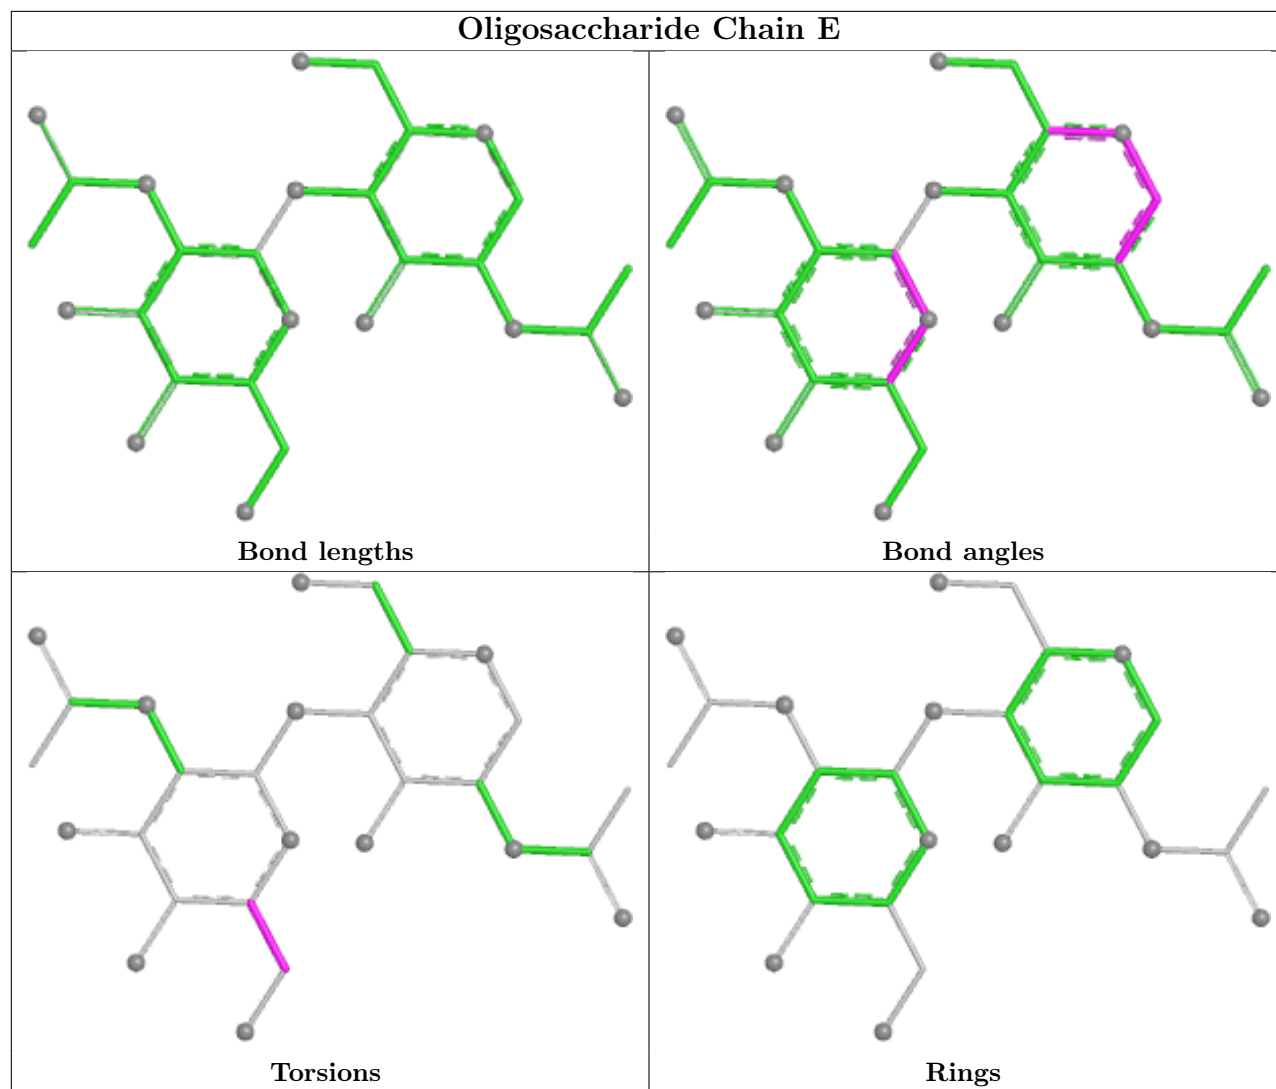 Oligosaccharide Chain E
Bond lengths
Bond angles
Torsions
Rings